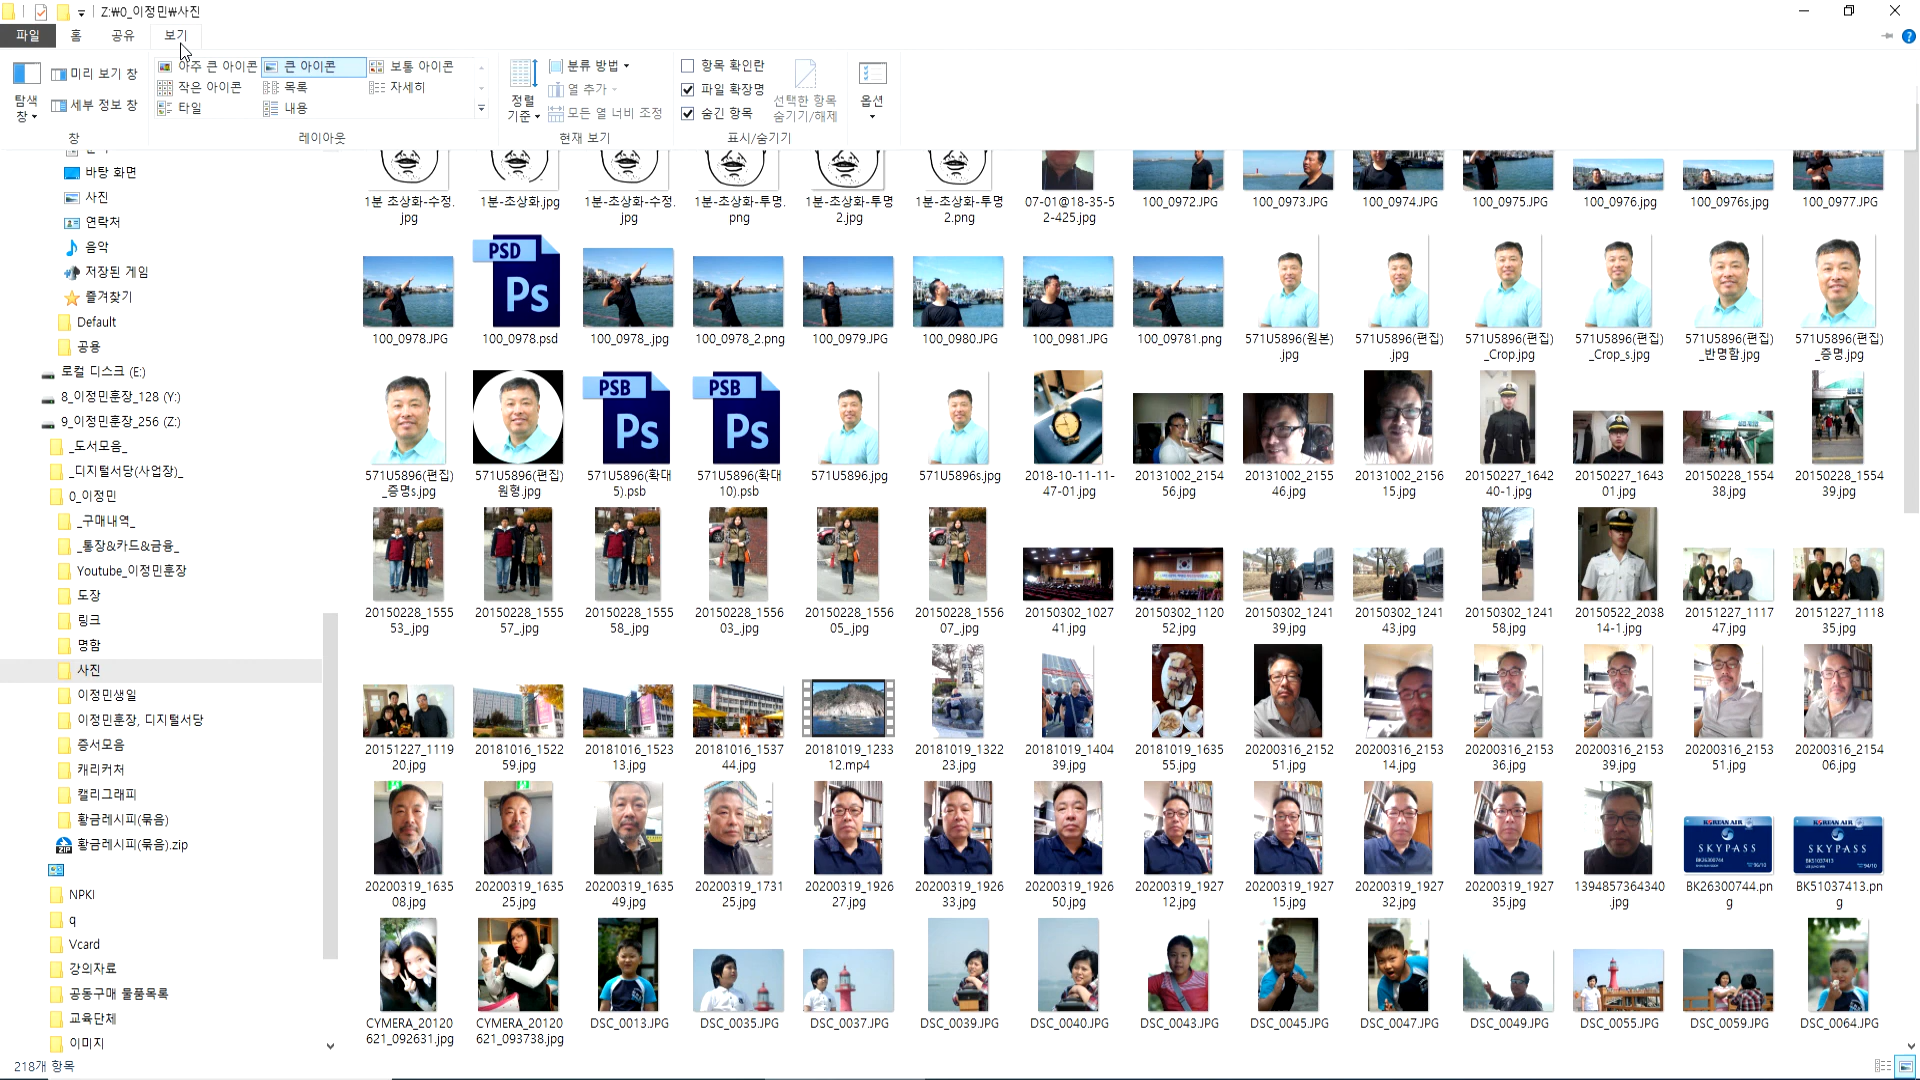 Z:₩0_이정민₩사진
파일 홈 공유 보기
탐색 창
미리 보기 창
세부 정보 창
창
아주 큰 아이콘 큰 아이콘 보통 아이콘
작은 아이콘 목록 자세히
타일 내용
레이아웃
정렬 기준
분류 방법
열 추가
모든 열 너비 조정
현재 보기
항목 확인란
파일 확장명
숨긴 항목
선택한 항목 숨기기/해제
표시/숨기기
옵션
바탕 화면
사진
연락처
음악
저장된 게임
즐겨찾기
Default
공용
로컬 디스크 (E:)
8_이정민훈장_128 (Y:)
9_이정민훈장_256 (Z:)
_도서모음_
_디지털서당(사업장)_
0_이정민
_구매내역_
_통장&카드&금융_
Youtube_이정민훈장
도장
링크
명함
사진
이정민생일
이정민훈장, 디지털서당
증서모음
캐리커처
캘리그래피
황금레시피(묶음)
황금레시피(묶음).zip
NPKI
q
Vcard
강의자료
공동구매 물품목록
교육단체
이미지
1분 초상화-수정.jpg
1분-초상화.jpg
1분-초상화-수정.jpg
1분-초상화-투명.png
1분-초상화-투명2.jpg
1분-초상화-투명2.png
07-01@18-35-52-425.jpg
100_0972.JPG
100_0973.JPG
100_0974.JPG
100_0975.JPG
100_0976.jpg
100_0976s.jpg
100_0977.JPG
PSD
Ps
100_0978.JPG
100_0978.psd
100_0978_.jpg
100_0978_2.png
100_0979.JPG
100_0980.JPG
100_0981.JPG
100_09781.png
571U5896(원본).jpg
571U5896(편집).jpg
571U5896(편집)_Crop.jpg
571U5896(편집)_Crop_s.jpg
571U5896(편집)_반명함.jpg
571U5896(편집)_증명.jpg
PSB
Ps
PSB
Ps
571U5896(편집)_증명s.jpg
571U5896(편집)원형.jpg
571U5896(확대5).psb
571U5896(확대10).psb
571U5896.jpg
571U5896s.jpg
2018-10-11-11-47-01.jpg
20131002_215456.jpg
20131002_215546.jpg
20131002_215615.jpg
20150227_164240-1.jpg
20150227_164301.jpg
20150228_155438.jpg
20150228_155439.jpg
20150228_155553_.jpg
20150228_155557_.jpg
20150228_155558_.jpg
20150228_155603_.jpg
20150228_155605_.jpg
20150228_155607_.jpg
20150302_102741.jpg
20150302_112052.jpg
20150302_124139.jpg
20150302_124143.jpg
20150302_124158.jpg
20150522_203814-1.jpg
20151227_111747.jpg
20151227_111835.jpg
20151227_111920.jpg
20181016_152259.jpg
20181016_152313.jpg
20181016_153744.jpg
20181019_123312.mp4
20181019_132223.jpg
20181019_140439.jpg
20181019_163555.jpg
20200316_215251.jpg
20200316_215314.jpg
20200316_215336.jpg
20200316_215339.jpg
20200316_215351.jpg
20200316_215406.jpg
KOREAN AIR
SKYPASS
BK26300744
KOREAN AIR
SKYPASS
BK51037413
20200319_163508.jpg
20200319_163525.jpg
20200319_163549.jpg
20200319_173125.jpg
20200319_192627.jpg
20200319_192633.jpg
20200319_192650.jpg
20200319_192712.jpg
20200319_192715.jpg
20200319_192732.jpg
20200319_192735.jpg
1394857364340.jpg
BK26300744.png
BK51037413.png
CYMERA_20120621_092631.jpg
CYMERA_20120621_093738.jpg
DSC_0013.JPG
DSC_0035.JPG
DSC_0037.JPG
DSC_0039.JPG
DSC_0040.JPG
DSC_0043.JPG
DSC_0045.JPG
DSC_0047.JPG
DSC_0049.JPG
DSC_0055.JPG
DSC_0059.JPG
DSC_0064.JPG
218개 항목